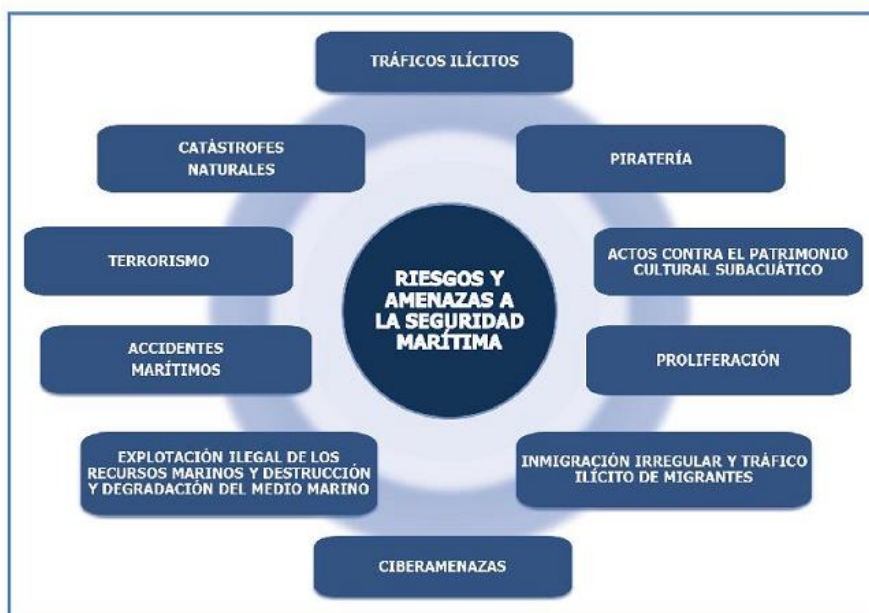 TRÁFICOS ILÍCITOS
CATÁSTROFES
NATURALES
PIRATERÍA
TERRORISMO
ACTOS CONTRA EL PATRIMONIO
CULTURAL SUBACUÁTICO
RIESGOS Y
AMENAZAS A
LA SEGURIDAD
MARÍTIMA
ACCIDENTES
MARÍTIMOS
PROLIFERACIÓN
EXPLOTACIÓN ILEGAL DE LOS
RECURSOS MARINOS Y DESTRUCCIÓN
Y DEGRADACIÓN DEL MEDIO MARINO
INMIGRACIÓN IRREGULAR Y TRÁFICO
ILÍCITO DE MIGRANTES
CIBERAMENAZAS